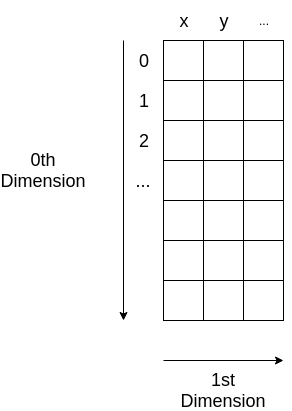 x y ...
0
1
2
...
0th
Dimension
1st
Dimension